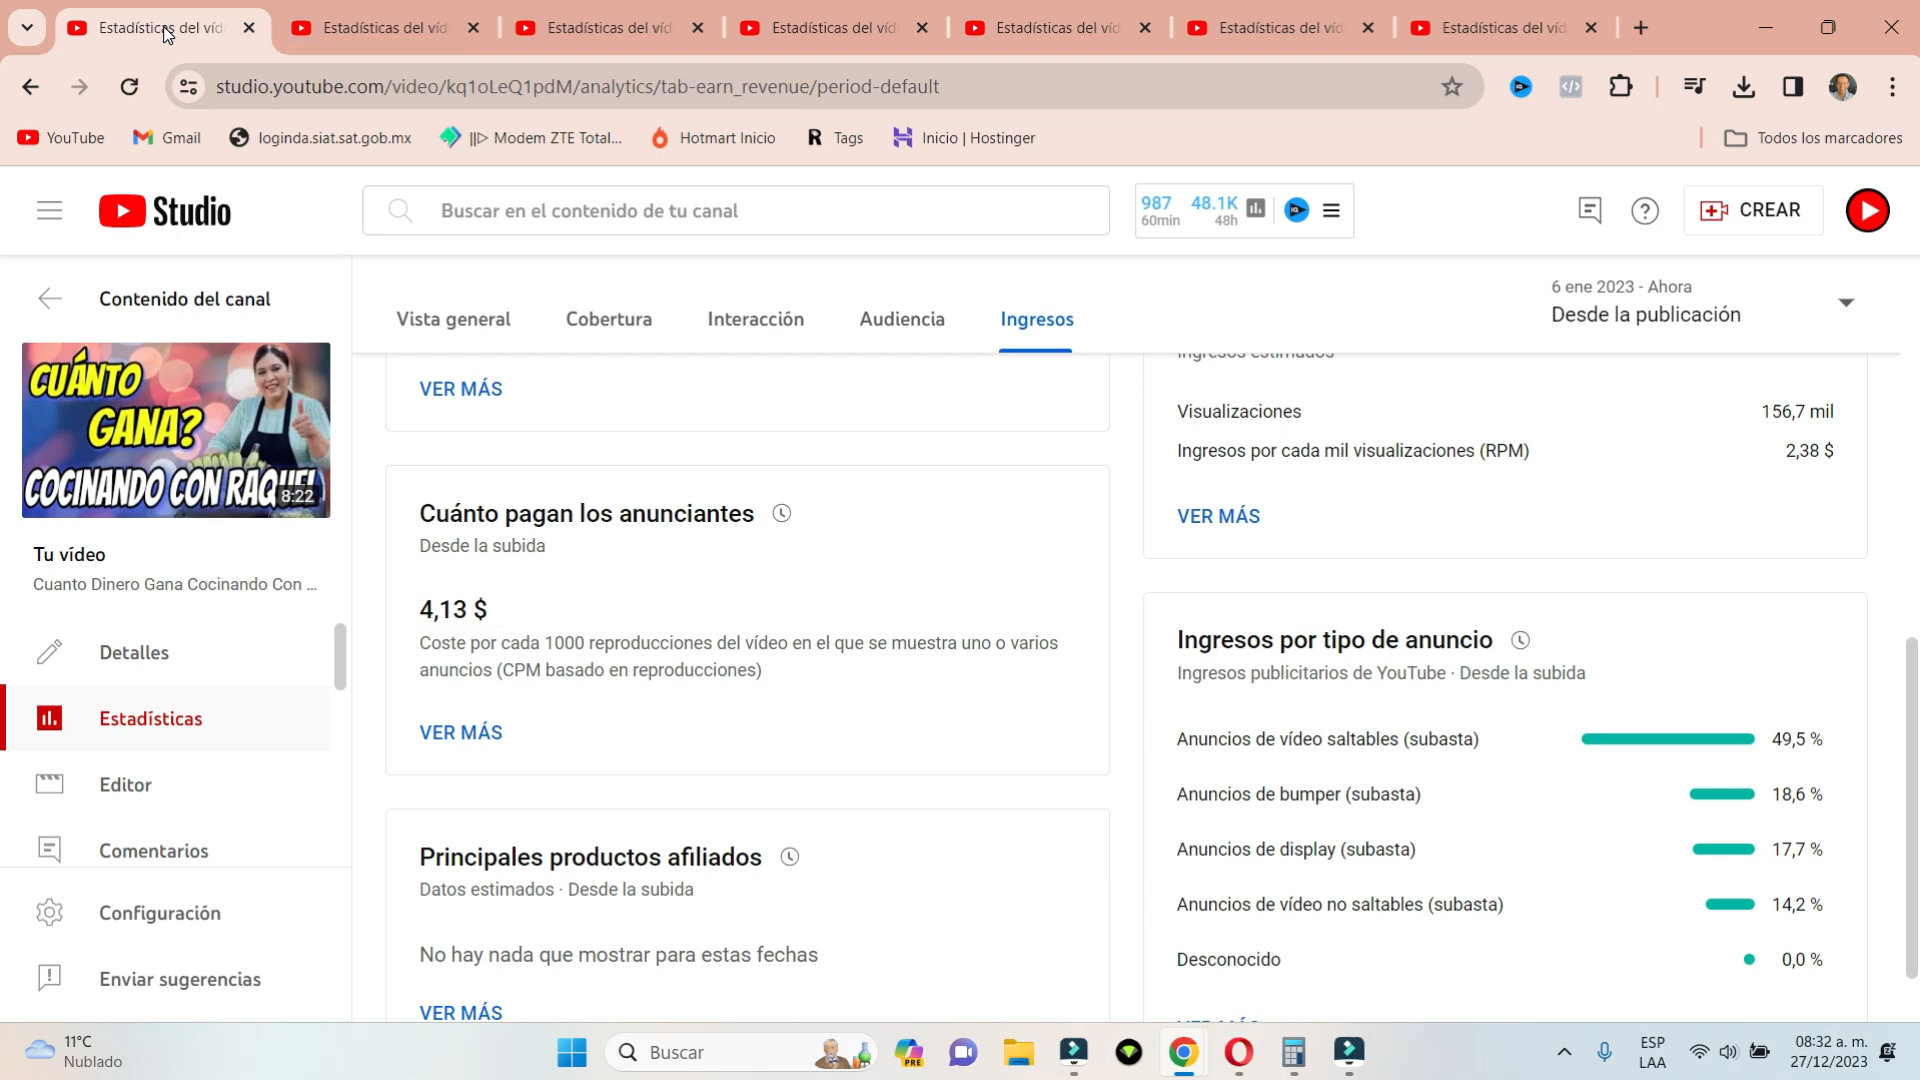 Estadísticas del víd
Estadísticas del víd
Estadísticas del víd
Estadísticas del víd
Estadísticas del víd
Estadísticas del víd
Estadísticas del víd
studio.youtube.com/video/kq1oLeQ1pdM/analytics/tab-earn_revenue/period-default
YouTube
Gmail
loginda.siat.sat.gob.mx
||▷ Modem ZTE Total...
Hotmart Inicio
R Tags
Inicio | Hostinger
Todos los marcadores
Studio
Buscar en el contenido de tu canal
987 48.1K
60min 48h
CREAR
Contenido del canal
Vista general
Cobertura
Interacción
Audiencia
Ingresos
6 ene 2023 - Ahora
Desde la publicación
CUÁNTO
GANA?
COCINANDO CON RAQUEL
8:22
Tu vídeo
Cuanto Dinero Gana Cocinando Con ...
Detalles
Estadísticas
Editor
Comentarios
Configuración
Enviar sugerencias
VER MÁS
Cuánto pagan los anunciantes
Desde la subida
4,13 $
Coste por cada 1000 reproducciones del vídeo en el que se muestra uno o varios
anuncios (CPM basado en reproducciones)
VER MÁS
Principales productos afiliados
Datos estimados · Desde la subida
No hay nada que mostrar para estas fechas
VER MÁS
Ingresos estimados
Visualizaciones 156,7 mil
Ingresos por cada mil visualizaciones (RPM) 2,38 $
VER MÁS
Ingresos por tipo de anuncio
Ingresos publicitarios de YouTube · Desde la subida
Anuncios de vídeo saltables (subasta) 49,5 %
Anuncios de bumper (subasta) 18,6 %
Anuncios de display (subasta) 17,7 %
Anuncios de vídeo no saltables (subasta) 14,2 %
Desconocido 0,0 %
VER MÁS
11°C
Nublado
Buscar
PRE
ESP
LAA
08:32 a. m.
27/12/2023